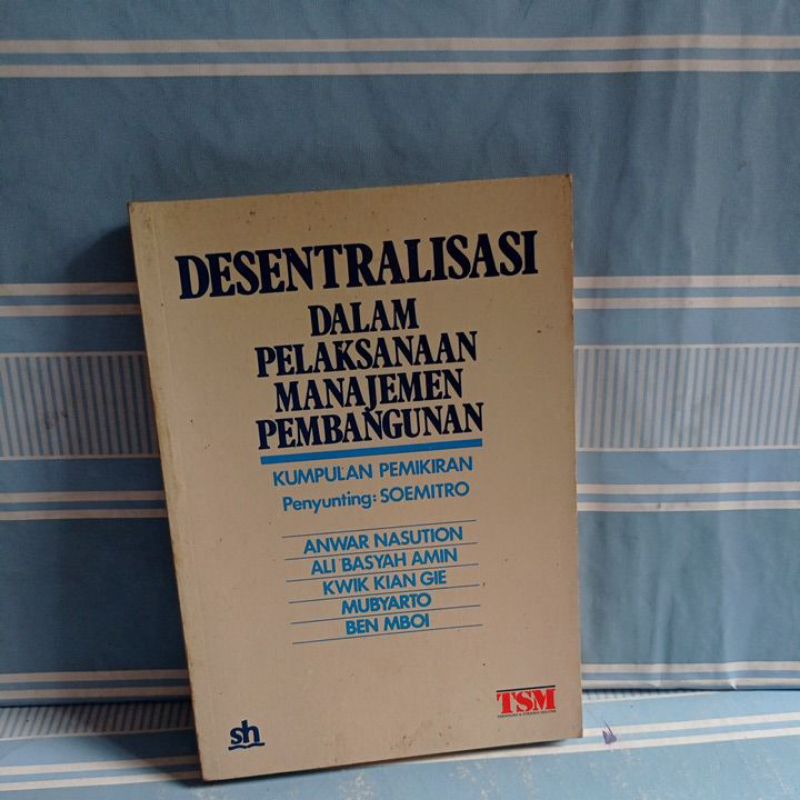 DESENTRALISASI
DALAM
PELAKSANAAN
MANAJEMEN
PEMBANGUNAN
KUMPULAN PEMIKIRAN
Penyunting: SOEMITRO
ANWAR NASUTION
ALI BASYAH AMIN
KWIK KIAN GIE
MUBYARTO
BEN MBOI
TSM
sh